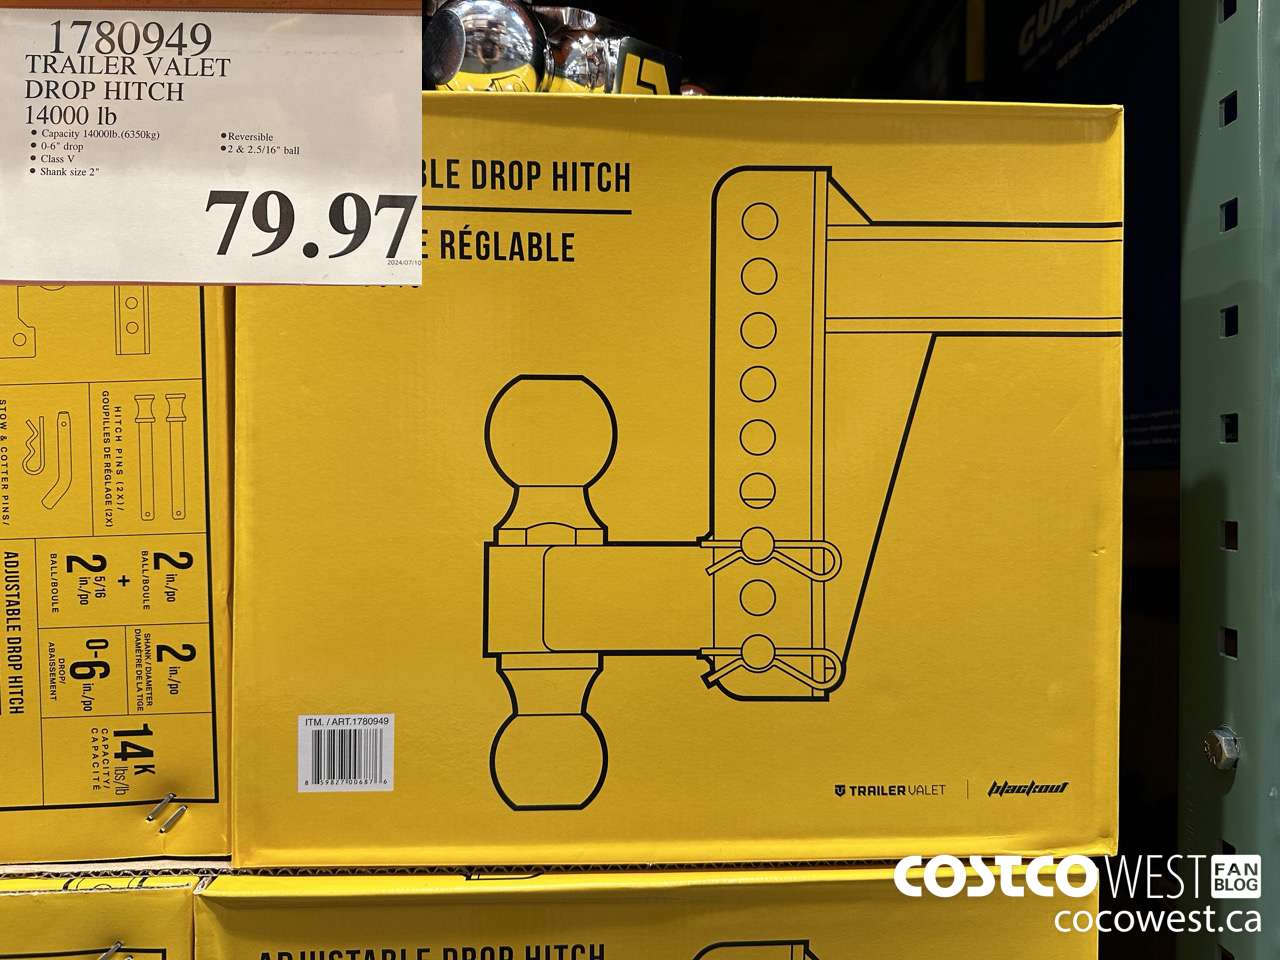 1780949
TRAILER VALET
DROP HITCH
14000 lb
• Capacity 14000lb.(6350kg)
• 0-6" drop
• Class V
• Shank size 2"
• Reversible
• 2 & 2.5/16" ball
79.97
2024/07/10
BLE DROP HITCH
E RÉGLABLE
HITCH PINS (2X)/
GOUPILLES DE RÉGLAGE (2X)
STOW & COTTER PINS/
ADJUSTABLE DROP HITCH
2 in./po
BALL/BOULE
+
2 5/16 in./po
BALL/BOULE
2 in./po
SHANK/DIAMETER
DIAMÈTRE DE LA TIGE
0-6 in./po
DROP/
ABAISSEMENT
14K lbs/lb
CAPACITY/
CAPACITÉ
ITM. / ART.1780949
8 59827 00687 6
TRAILERVALET
blackout
ADJUSTABLE DROP HITCH
COSTCO WEST FAN BLOG
cocowest.ca